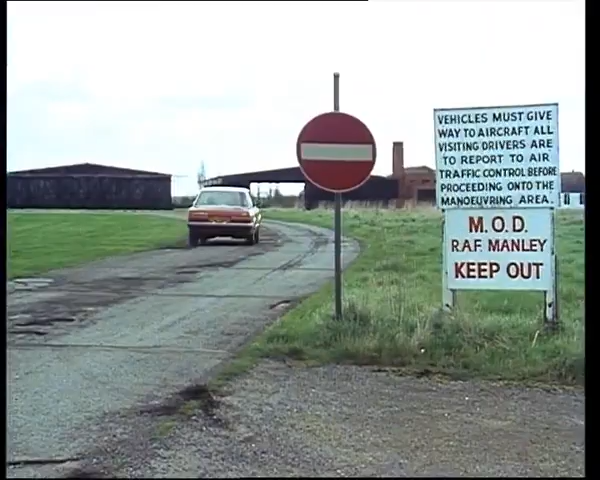 VEHICLES MUST GIVE
WAY TO AIRCRAFT ALL
VISITING DRIVERS ARE
TO REPORT TO AIR
TRAFFIC CONTROL BEFORE
PROCEEDING ONTO THE
MANOEUVRING AREA.
M.O.D.
R.A.F. MANLEY
KEEP OUT